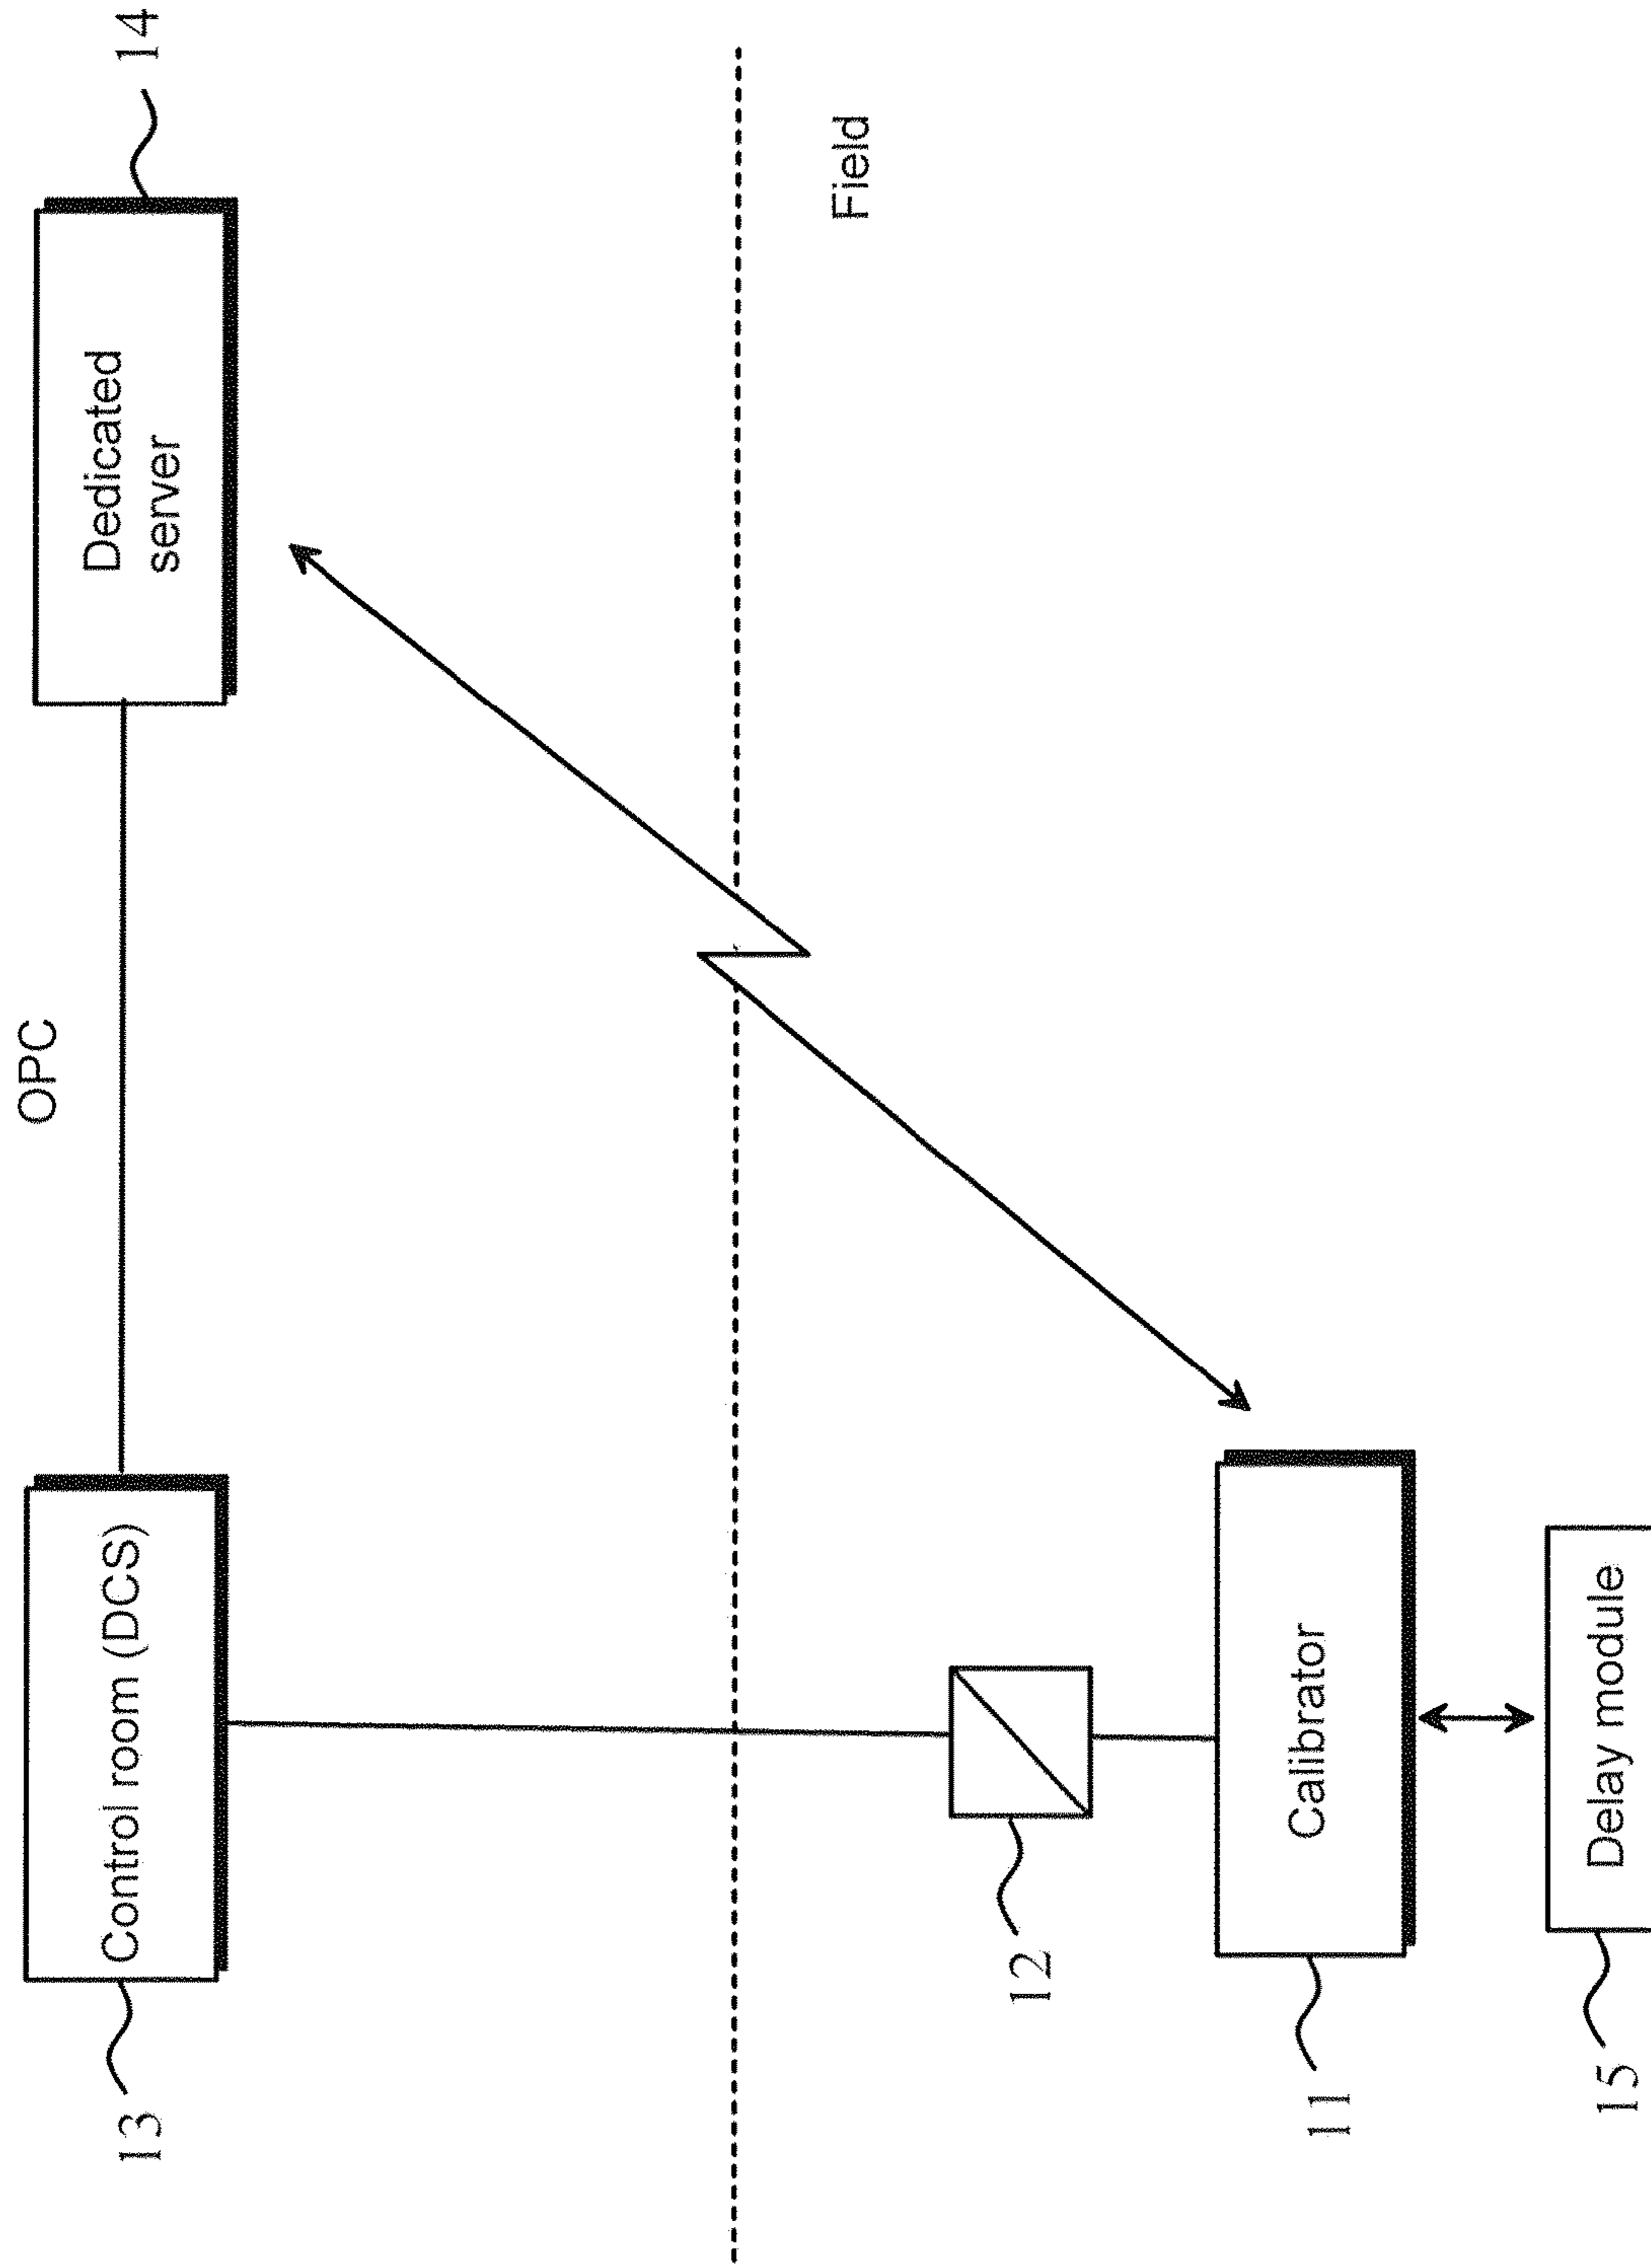 OPC
13
Control room (DCS)
Dedicated
server
14
Field
12
11
Calibrator
15
Delay module